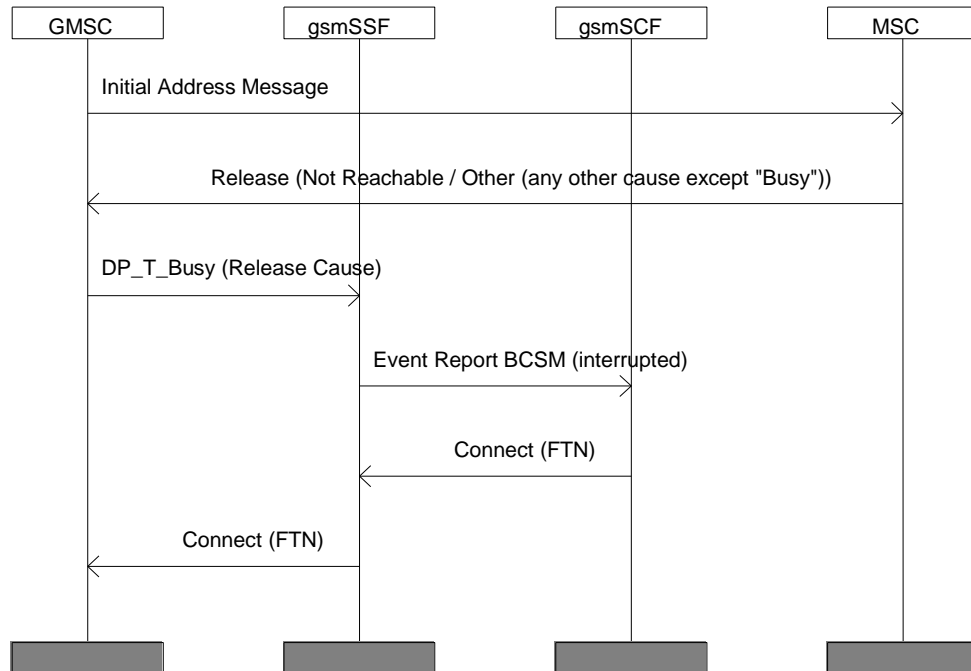 GMSC
gsmSSF
gsmSCF
MSC
Initial Address Message
Release (Not Reachable / Other (any other cause except "Busy"))
DP_T_Busy (Release Cause)
Event Report BCSM (interrupted)
Connect (FTN)
Connect (FTN)